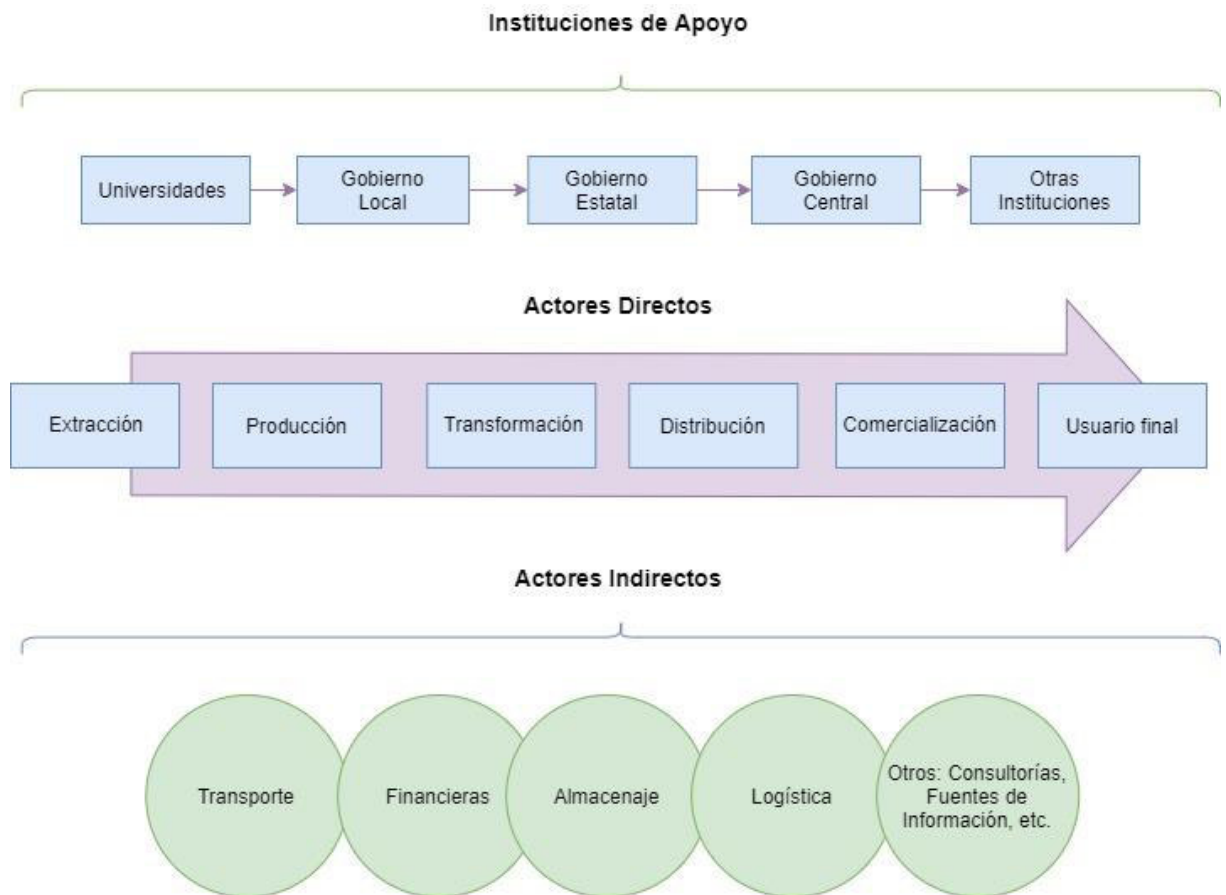 Instituciones de Apoyo
Universidades
Gobierno
Local
Gobierno
Estatal
Gobierno
Central
Otras
Instituciones
Actores Directos
Extracción
Producción
Transformación
Distribución
Comercialización
Usuario final
Actores Indirectos
Transporte
Financieras
Almacenaje
Logística
Otros: Consultorías,
Fuentes de
Información, etc.